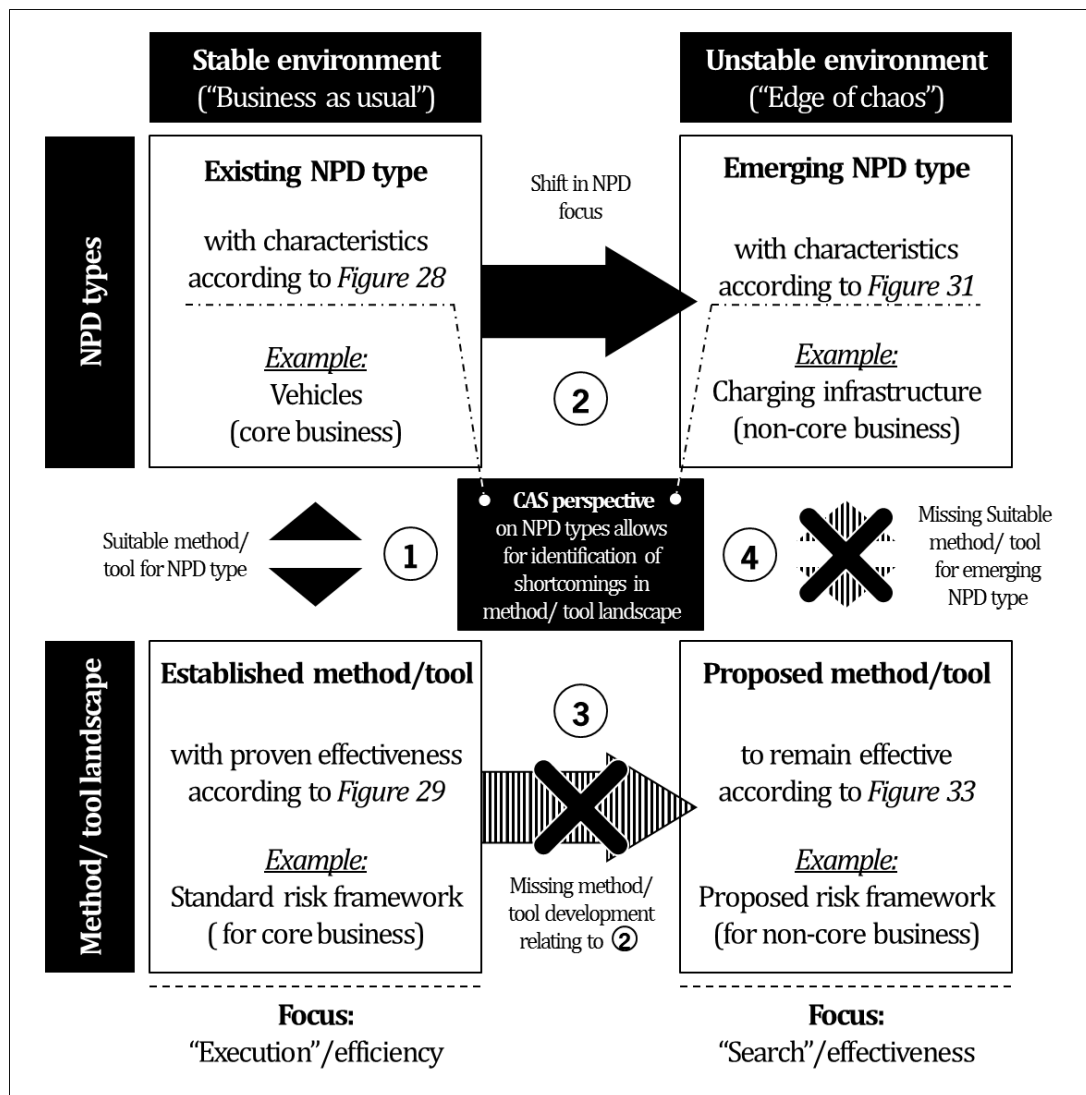 Stable environment
(“Business as usual”)
Unstable environment
(“Edge of chaos”)
NPD types
Existing NPD type
with characteristics
according to Figure 28
Example:
Vehicles
(core business)
Shift in NPD
focus
2
Emerging NPD type
with characteristics
according to Figure 31
Example:
Charging infrastructure
(non-core business)
Suitable method/
tool for NPD type
1
CAS perspective
on NPD types allows
for identification of
shortcomings in
method/ tool landscape
4
Missing Suitable
method/ tool
for emerging
NPD type
Method/ tool landscape
Established method/tool
with proven effectiveness
according to Figure 29
Example:
Standard risk framework
( for core business)
3
Missing method/
tool development
relating to 2
Proposed method/tool
to remain effective
according to Figure 33
Example:
Proposed risk framework
(for non-core business)
Focus:
“Execution”/efficiency
Focus:
“Search”/effectiveness